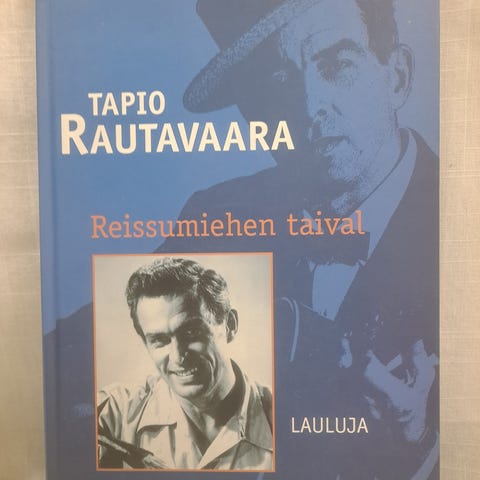 TAPIO
RAUTAVAARA
Reissumiehen taival
LAULUJA